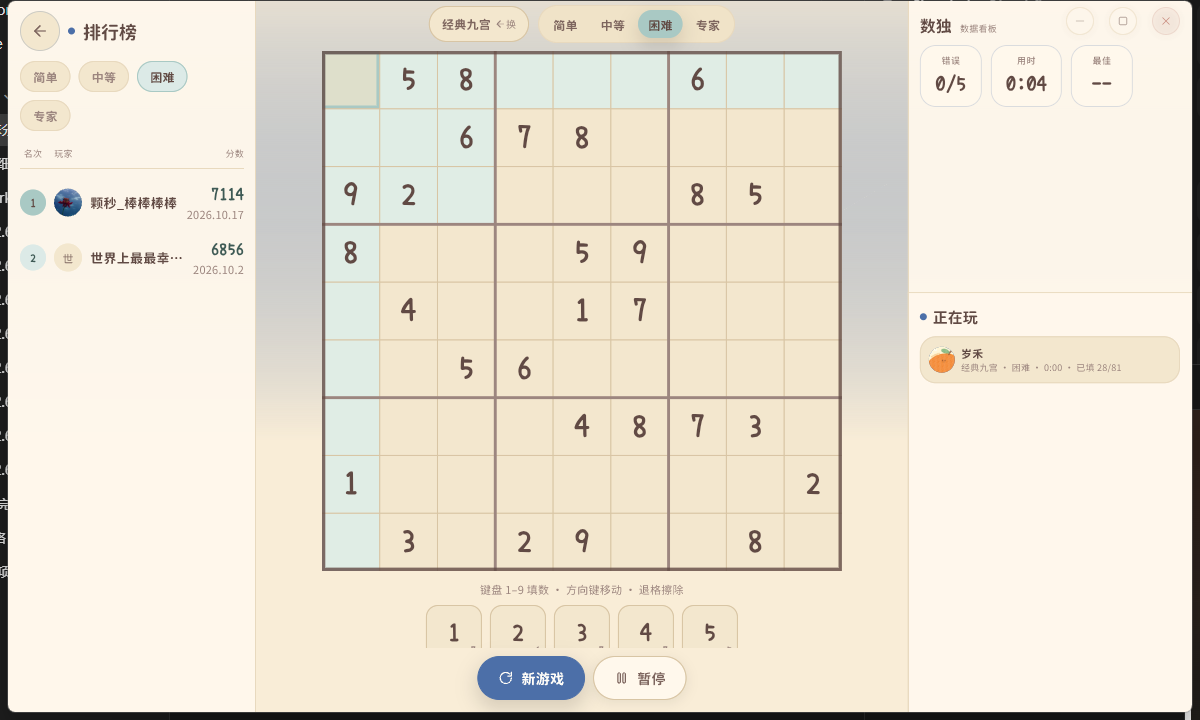 排行榜
简单 中等 困难
专家
名次 玩家 分数
1 颗秒_棒棒棒棒 7114
2026.10.17
2 世 世界上最最幸… 6856
2026.10.2
经典九宫 换 简单 中等 困难 专家
5 8 6
6 7 8
9 2 8 5
8 5 9
4 1 7
5 6
4 8 7 3
1 2
3 2 9 8
键盘 1–9 填数 · 方向键移动 · 退格擦除
1 2 3 4 5
新游戏 暂停
数独 数据看板
错误 用时 最佳
0/5 0:04 --
正在玩
岁禾
经典九宫 · 困难 · 0:00 · 已填 28/81